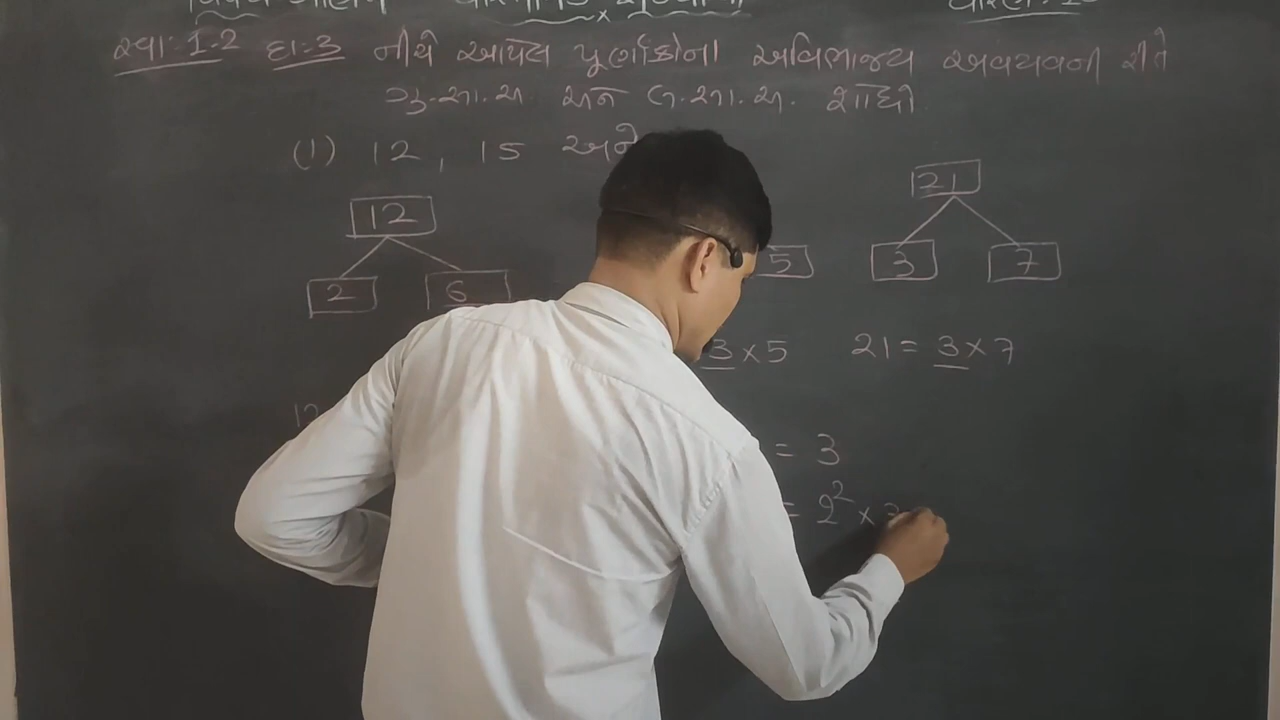 સ્વા:1.2 દા:3 નીચે આપેલ પૂર્ણાંકોના અવિભાજ્ય અવયવની રીતે
ગુ.સા.અ અને લ.સા.અ. શોધો
(1) 12, 15 અને
12 21
2 6 5 3 7
3 × 5 21 = 3 × 7
12 = 3
= 2² × 3